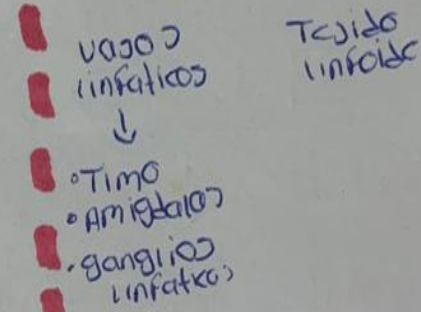 vasos
linfaticos
↓
•Timo
•Amigdalas
•ganglios
linfaticos
Tejido
linfoide